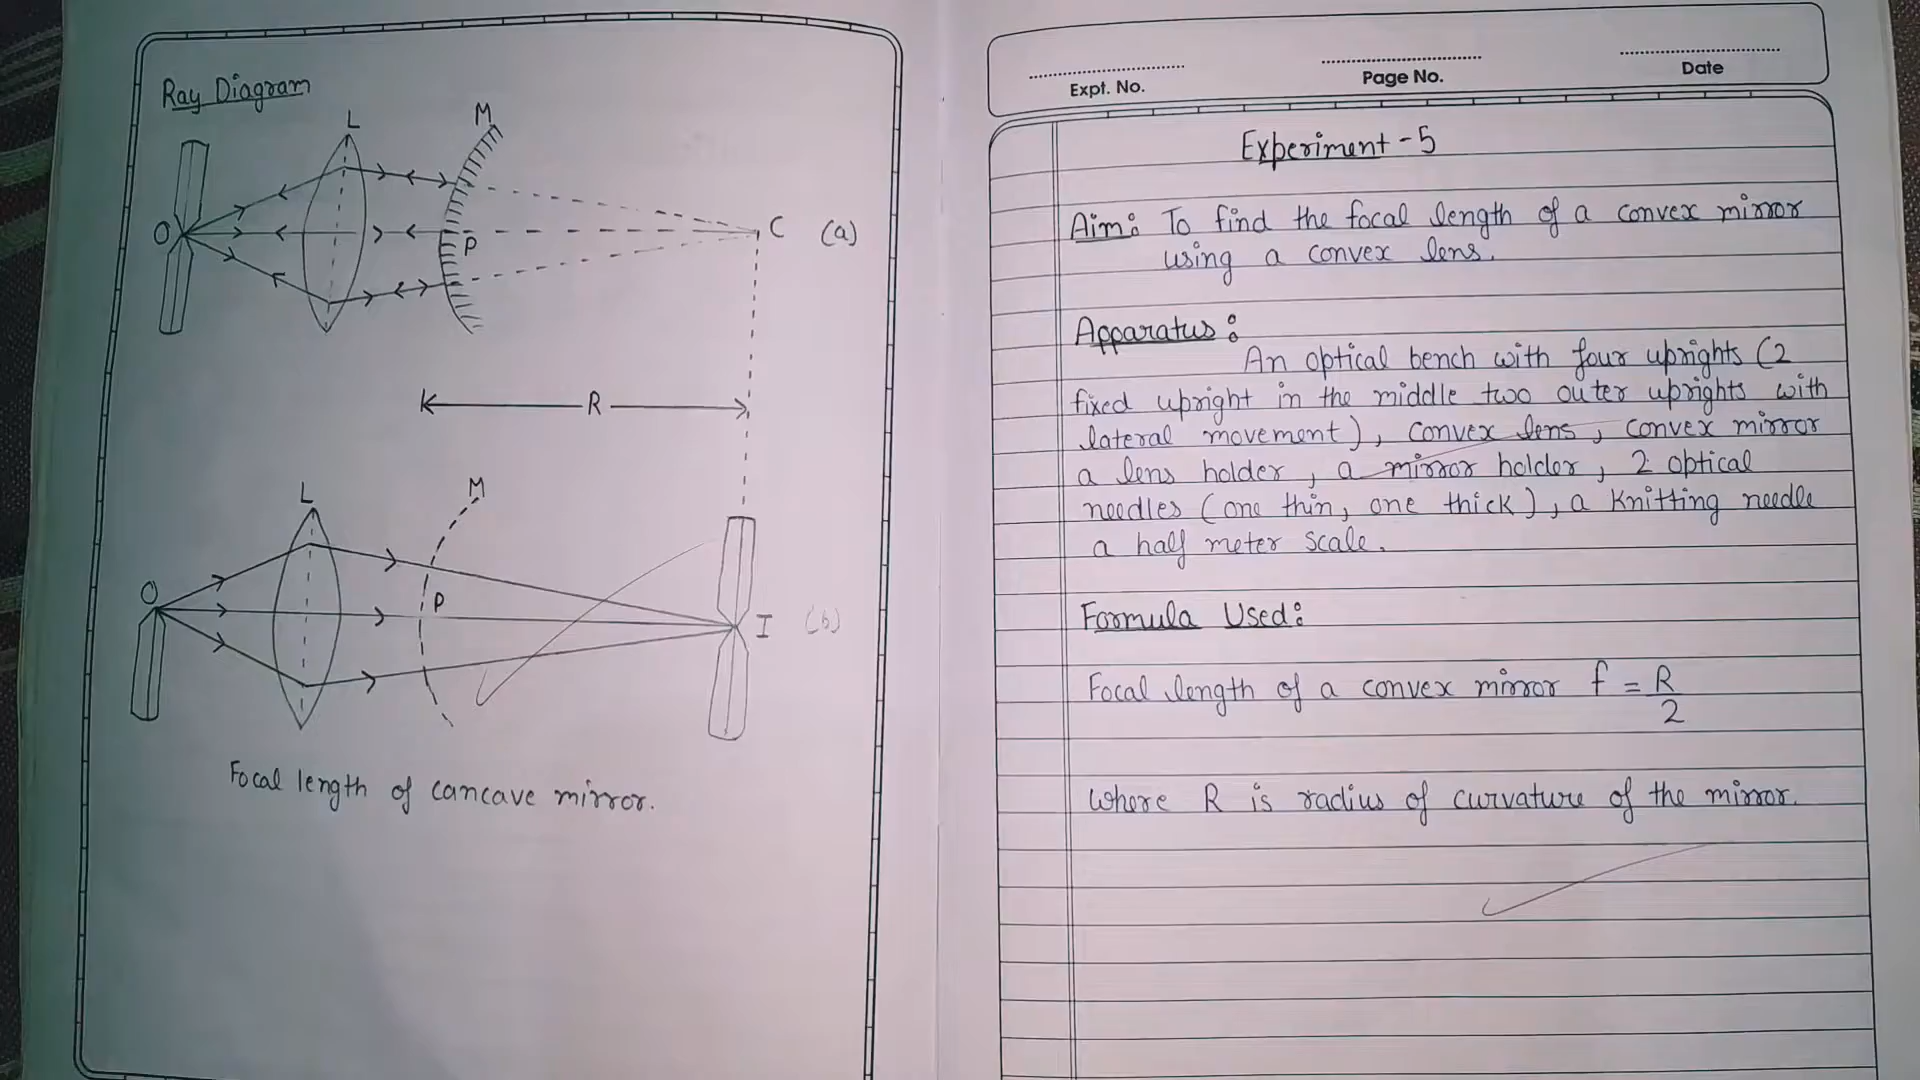 Ray Diagram
L
M
O
P
C
(a)
R
L
M
O
P
I
(b)
Focal length of cancave mirror.
Expt. No.
Page No.
Date
Experiment - 5
Aim: To find the focal length of a convex mirror
using a convex lens.
Apparatus:
An optical bench with four uprights (2
fixed upright in the middle two outer uprights with
lateral movement), convex lens, convex mirror
a lens holder, a mirror holder, 2 optical
needles (one thin, one thick), a Knitting needle
a half meter scale.
Formula Used:
Focal length of a convex mirror f = R
2
where R is radius of curvature of the mirror.